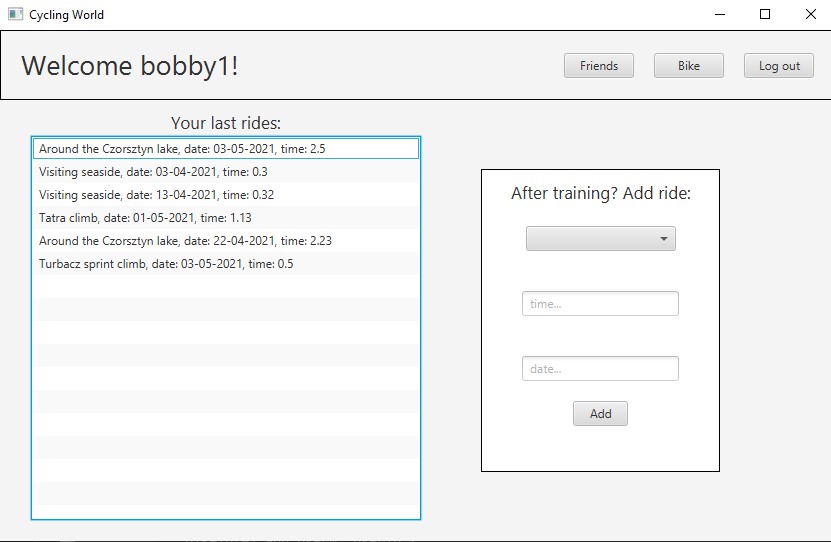 Cycling World
Welcome bobby1!
Friends
Bike
Log out
Your last rides:
Around the Czorsztyn lake, date: 03-05-2021, time: 2.5
Visiting seaside, date: 03-04-2021, time: 0.3
Visiting seaside, date: 13-04-2021, time: 0.32
Tatra climb, date: 01-05-2021, time: 1.13
Around the Czorsztyn lake, date: 22-04-2021, time: 2.23
Turbacz sprint climb, date: 03-05-2021, time: 0.5
After training? Add ride:
time...
date...
Add